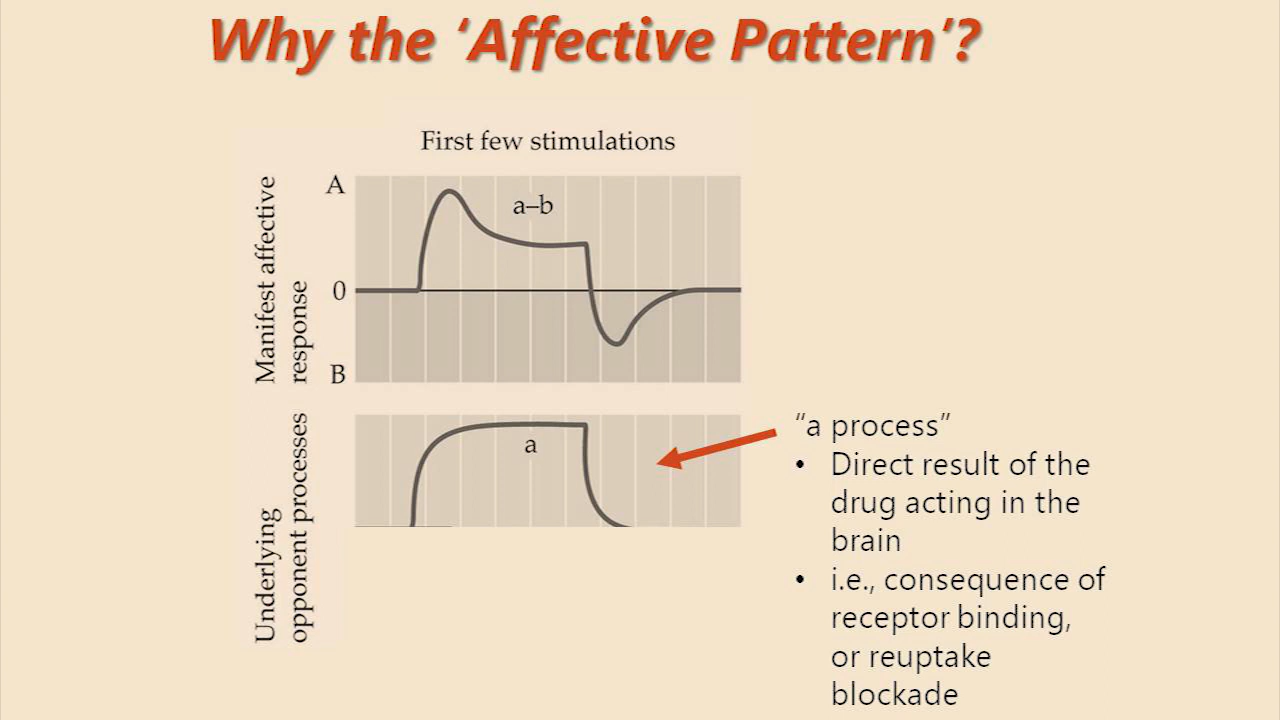 Why the ‘Affective Pattern’?
First few stimulations
Manifest affective
response
A
a–b
0
B
Underlying
opponent processes
a
“a process”
• Direct result of the
drug acting in the
brain
• i.e., consequence of
receptor binding,
or reuptake
blockade